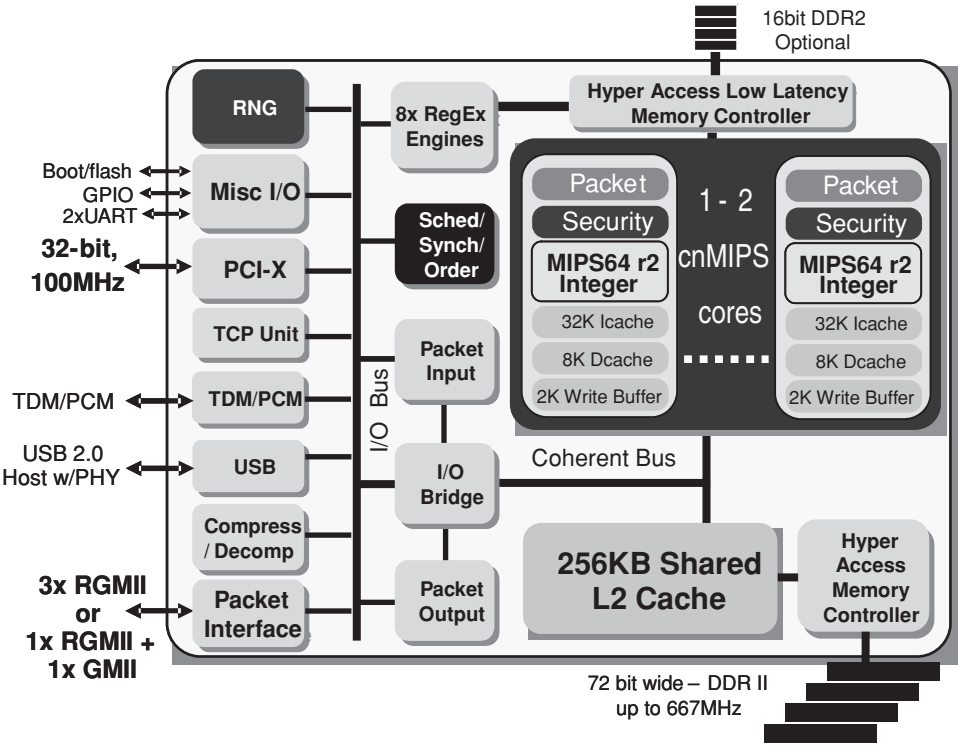 16bit DDR2
Optional
RNG
8x RegEx
Engines
Hyper Access Low Latency
Memory Controller
Boot/flash
GPIO
2xUART
Misc I/O
32-bit,
100MHz
PCI-X
Sched/
Synch/
Order
Packet
Security
MIPS64 r2
Integer
32K Icache
8K Dcache
2K Write Buffer
1 - 2
cnMIPS
cores
Packet
Security
MIPS64 r2
Integer
32K Icache
8K Dcache
2K Write Buffer
TCP Unit
Packet
Input
TDM/PCM
TDM/PCM
I/O Bus
USB 2.0
Host w/PHY
USB
I/O
Bridge
Coherent Bus
Compress
/ Decomp
256KB Shared
L2 Cache
Hyper
Access
Memory
Controller
3x RGMII
or
1x RGMII +
1x GMII
Packet
Interface
Packet
Output
72 bit wide – DDR II
up to 667MHz